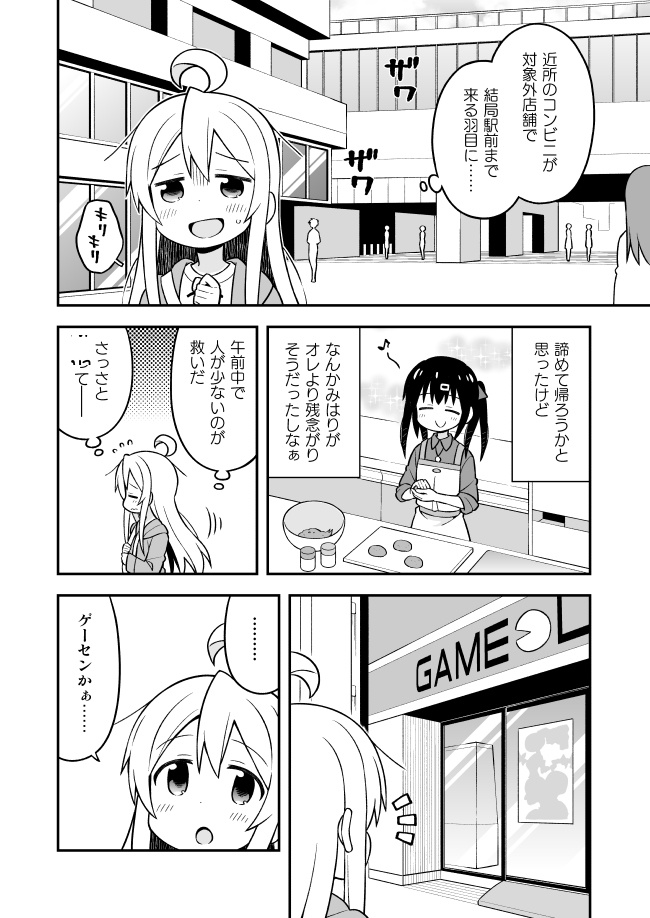 近所のコンビニが
対象外店舗で
結局駅前まで
来る羽目に……
ザワ
ザワ
キリ
キリ
諦めて帰ろうかと
思ったけど
なんかみはりが
オレより残念がり
そうだったしなぁ
♪
午前中で
人が少ないのが
救いだ
さっさと
て——
GAME
………
ゲーセンかぁ……